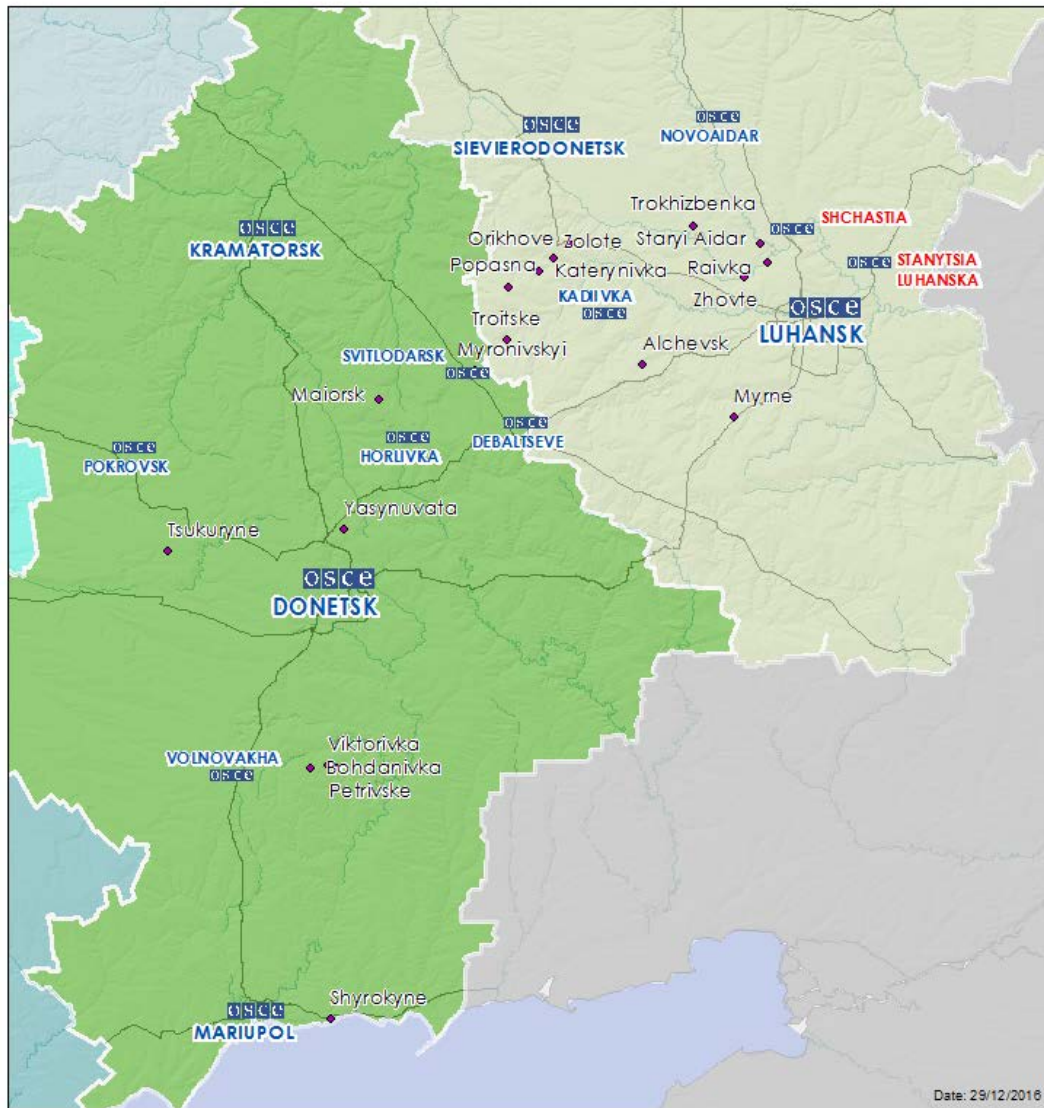 osce
SIEVIERODONETSK
osce
NOVOAIDAR
osce
KRAMATORSK
Trokhizbenka
osce
SHCHASTIA
Orikhove
Zolote
Staryi Aidar
Popasna
Katerynivka
Raivka
osce
STANYTSIA
LUHANSKA
KADIIVKA
osce
Zhovte
osce
LUHANSK
Troitske
Myronivskyi
Alchevsk
SVITLODARSK
osce
Maiorsk
Myrne
osce
DEBALTSEVE
osce
HORLIVKA
osce
POKROVSK
Yasynuvata
Tsukuryne
osce
DONETSK
VOLNOVAKHA
osce
Viktorivka
Bohdanivka
Petrivske
Shyrokyne
osce
MARIUPOL
Date: 29/12/2016